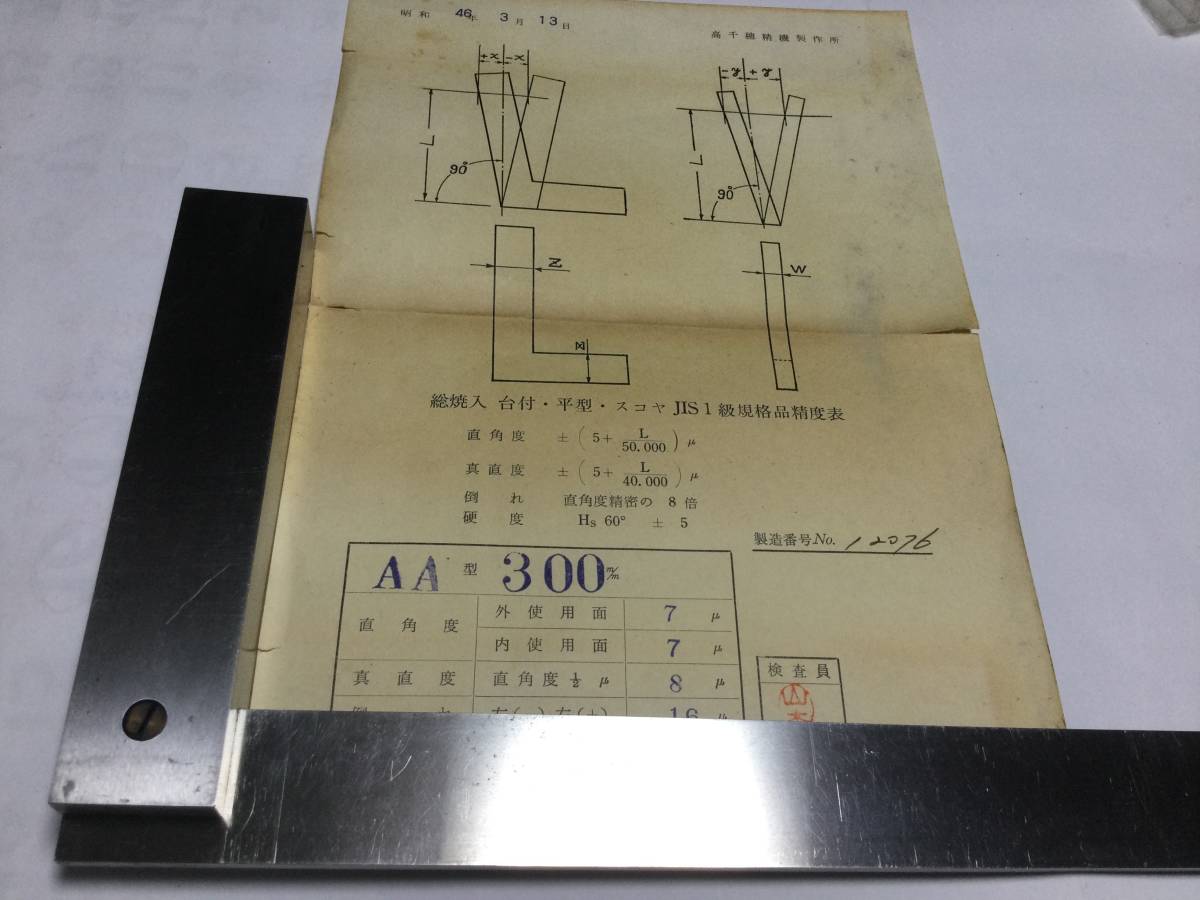 昭和 46年 3月 13日
高千穂精機製作所
+x -x
-y +y
L
90°
L
90°
Z
W
Z
総焼入 台付・平型・スコヤ JIS 1 級規格品精度表
直角度 ± ( 5+ L/50.000 ) μ
真直度 ± ( 5+ L/40.000 ) μ
倒れ 直角度精密の 8 倍
硬度 Hs 60° ± 5
製造番号No. 12076
AA 型 300 m/m
直角度 外使用面 7 μ
内使用面 7 μ
真直度 直角度 ½ μ 8 μ
16 μ
検査員
山本